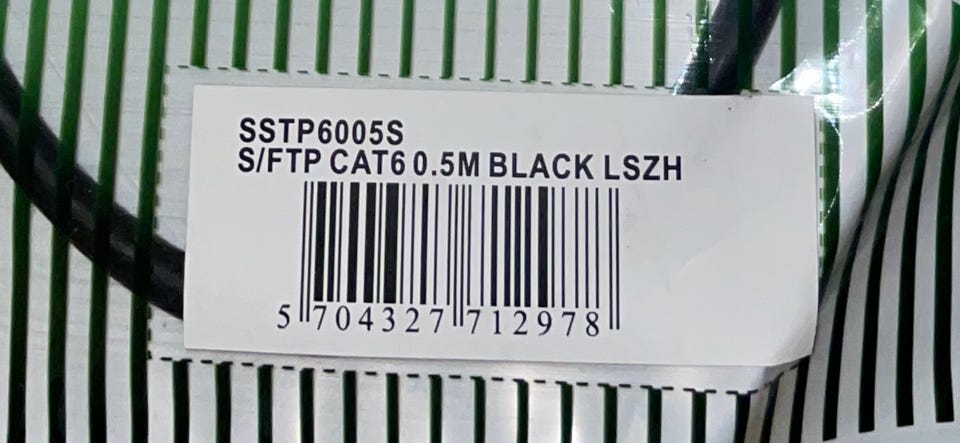 SSTP6005S
S/FTP CAT6 0.5M BLACK LSZH
5 704327 712978